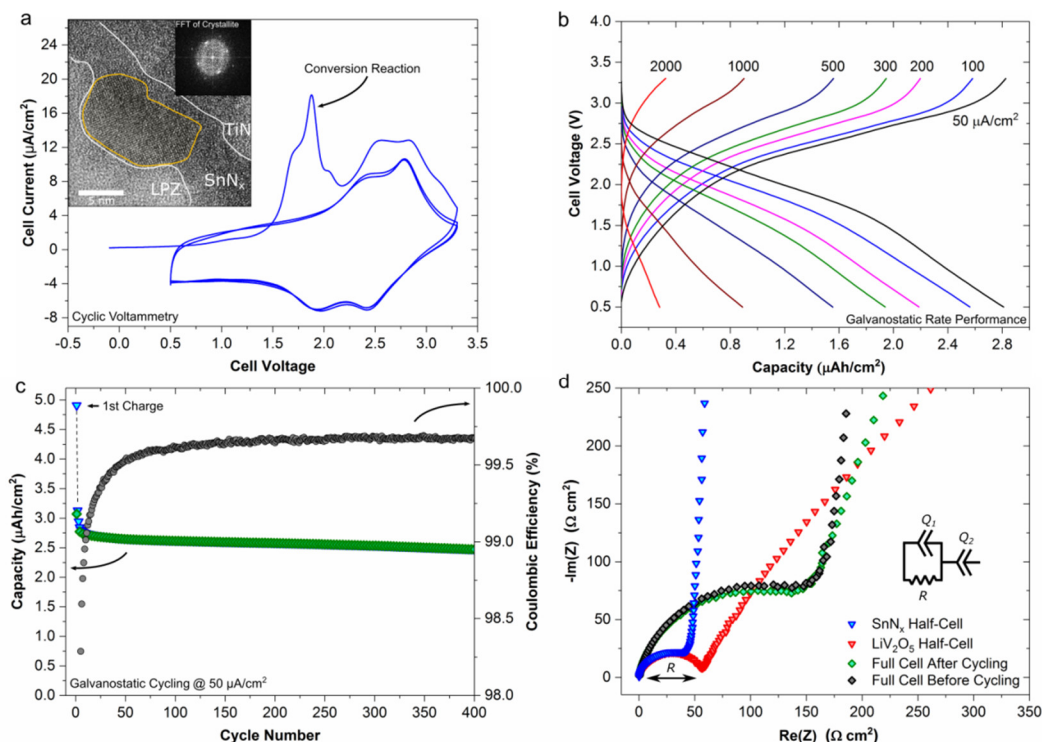 a
FFT of Crystallite
TiN
SnNx
LPZ
5 nm
Conversion Reaction
Cyclic Voltammetry
Cell Current (µA/cm²)
28
24
20
16
12
8
4
0
-4
-8
-0.5 0.0 0.5 1.0 1.5 2.0 2.5 3.0 3.5
Cell Voltage
b
2000 1000 500 300 200 100
50 µA/cm²
Galvanostatic Rate Performance
Cell Voltage (V)
4.0
3.5
3.0
2.5
2.0
1.5
1.0
0.5
0.0 0.4 0.8 1.2 1.6 2.0 2.4 2.8
Capacity (µAh/cm²)
c
1st Charge
Galvanostatic Cycling @ 50 µA/cm²
Capacity (µAh/cm²)
5.0
4.5
4.0
3.5
3.0
2.5
2.0
1.5
1.0
0.5
0.0
0 50 100 150 200 250 300 350 400
Cycle Number
Coulombic Efficiency (%)
100.0
99.5
99.0
98.5
98.0
d
Q1
Q2
R
SnNx Half-Cell
LiV2O5 Half-Cell
Full Cell After Cycling
Full Cell Before Cycling
R
-Im(Z) (Ω cm²)
250
200
150
100
50
0
0 50 100 150 200 250 300 350
Re(Z) (Ω cm²)